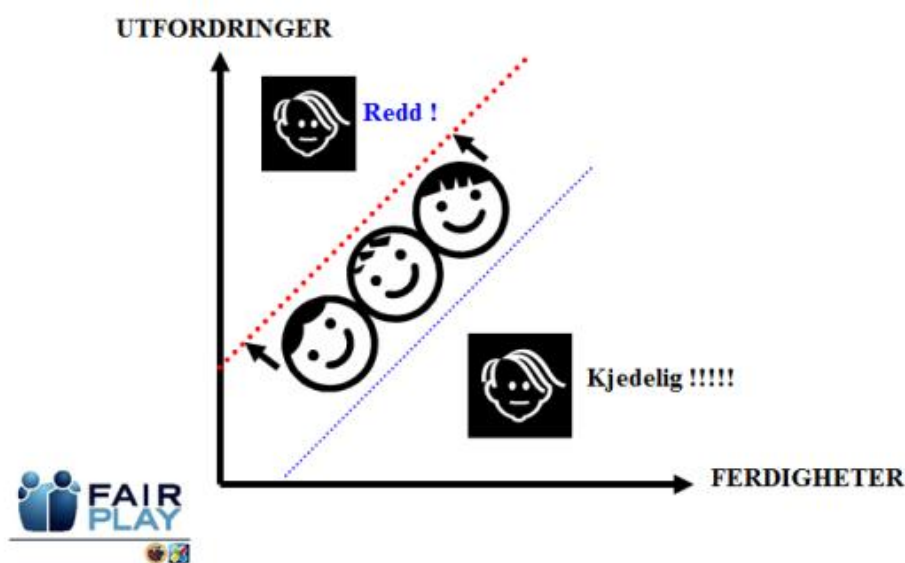 UTFORDRINGER
Redd !
Kjedelig !!!!!
FERDIGHETER
FAIR
PLAY